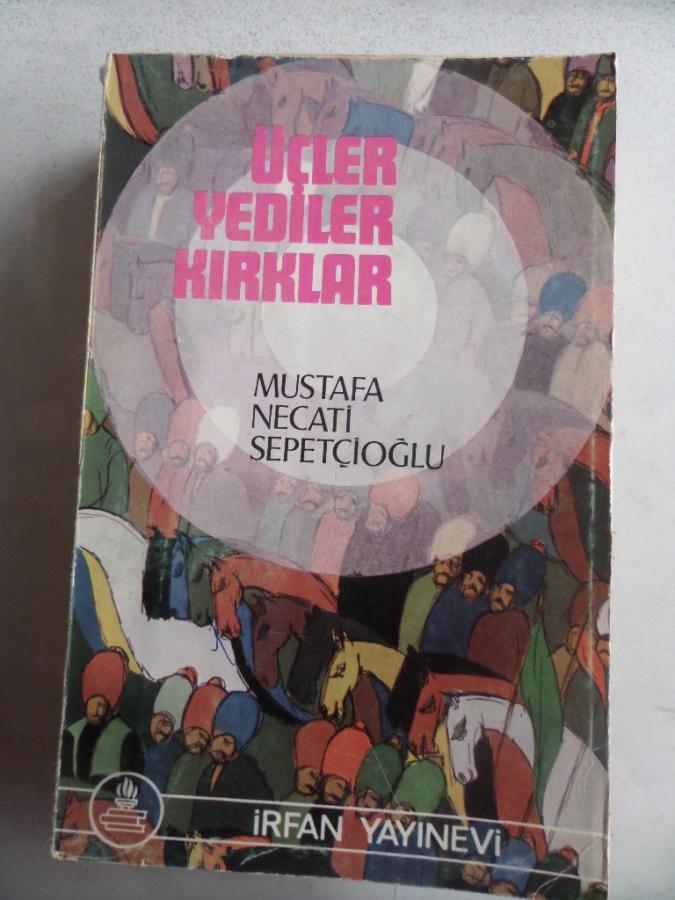 ÜÇLER
YEDİLER
KIRKLAR
MUSTAFA
NECATİ
SEPETÇİOĞLU
İRFAN YAYINEVİ